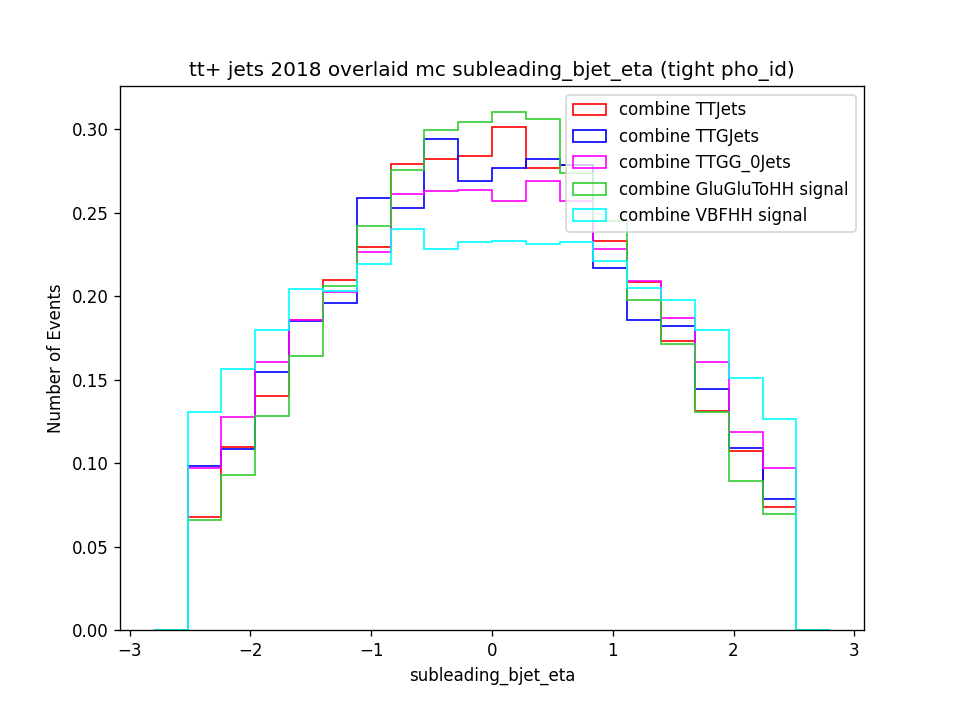 tt+ jets 2018 overlaid mc subleading_bjet_eta (tight pho_id)
combine TTJets
combine TTGJets
combine TTGG_0Jets
combine GluGluToHH signal
combine VBFHH signal
Number of Events
0.30
0.25
0.20
0.15
0.10
0.05
0.00
−3
−2
−1
0
1
2
3
subleading_bjet_eta